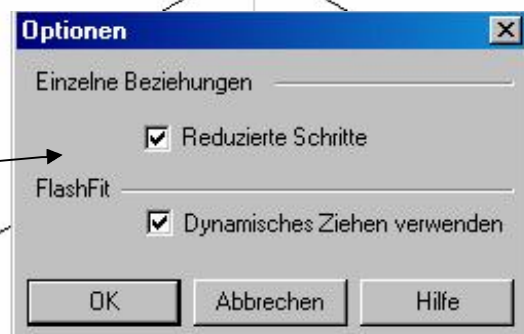 Optionen
Einzelne Beziehungen
Reduzierte Schritte
FlashFit
Dynamisches Ziehen verwenden
OK Abbrechen Hilfe